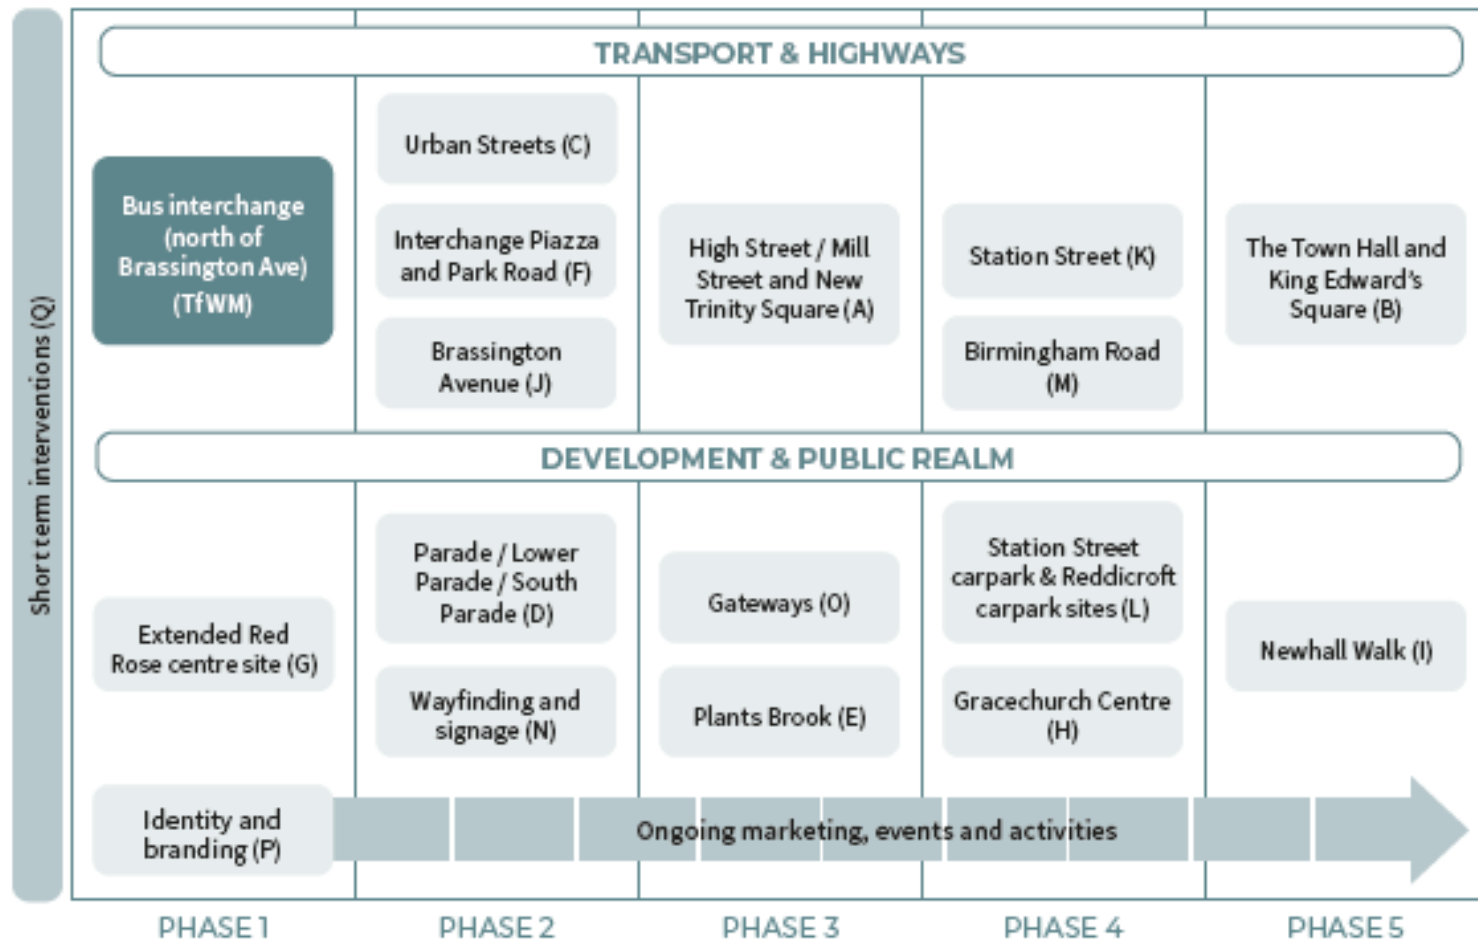 Short term interventions (Q)
TRANSPORT & HIGHWAYS
Bus interchange
(north of
Brassington Ave)
(TfWM)
Urban Streets (C)
Interchange Piazza
and Park Road (F)
Brassington
Avenue (J)
High Street / Mill
Street and New
Trinity Square (A)
Station Street (K)
Birmingham Road
(M)
The Town Hall and
King Edward's
Square (B)
DEVELOPMENT & PUBLIC REALM
Extended Red
Rose centre site (G)
Parade / Lower
Parade / South
Parade (D)
Wayfinding and
signage (N)
Gateways (O)
Plants Brook (E)
Station Street
carpark & Reddicroft
carpark sites (L)
Gracechurch Centre
(H)
Newhall Walk (I)
Identity and
branding (P)
Ongoing marketing, events and activities
PHASE 1
PHASE 2
PHASE 3
PHASE 4
PHASE 5